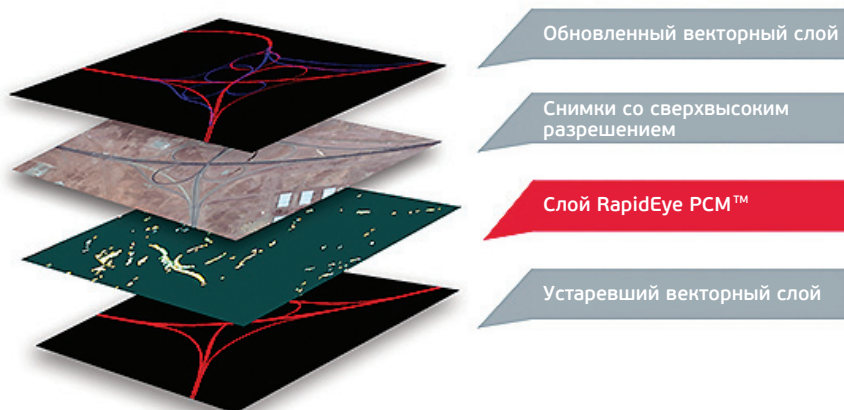 Обновленный векторный слой
Снимки со сверхвысоким
разрешением
Слой RapidEye PCM™
Устаревший векторный слой